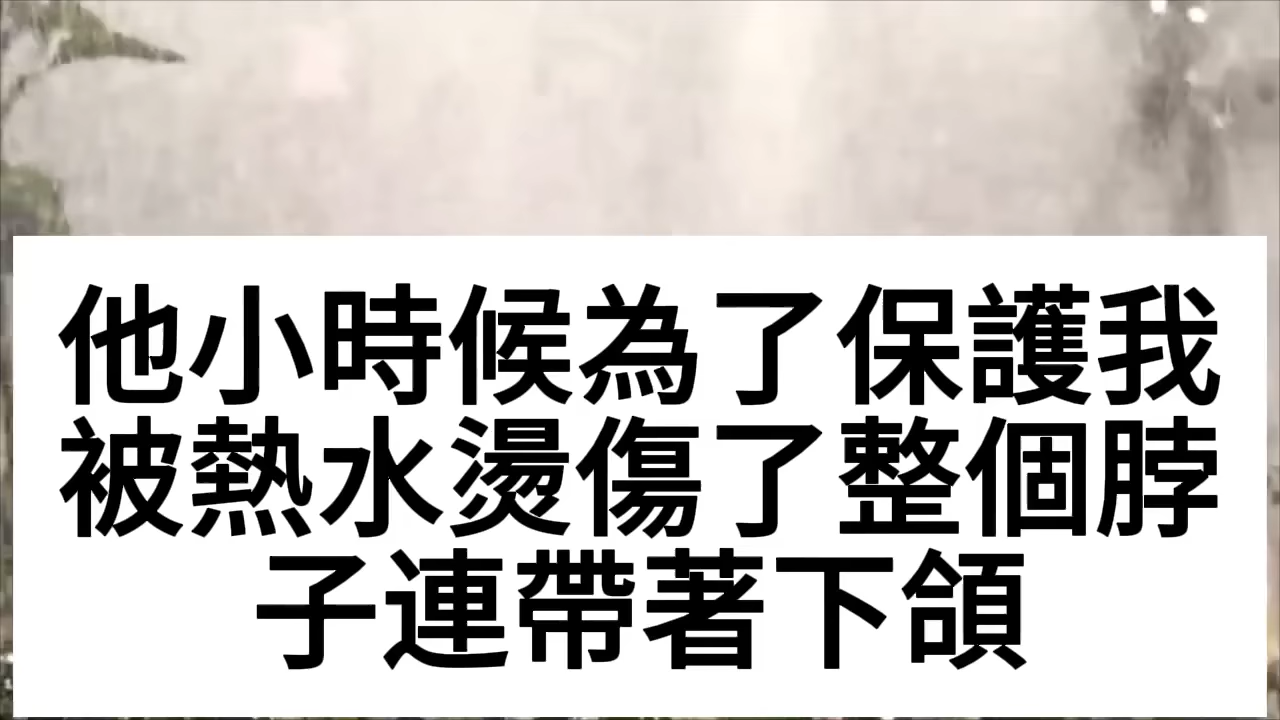 他小時候為了保護我
被熱水燙傷了整個脖
子連帶著下頜